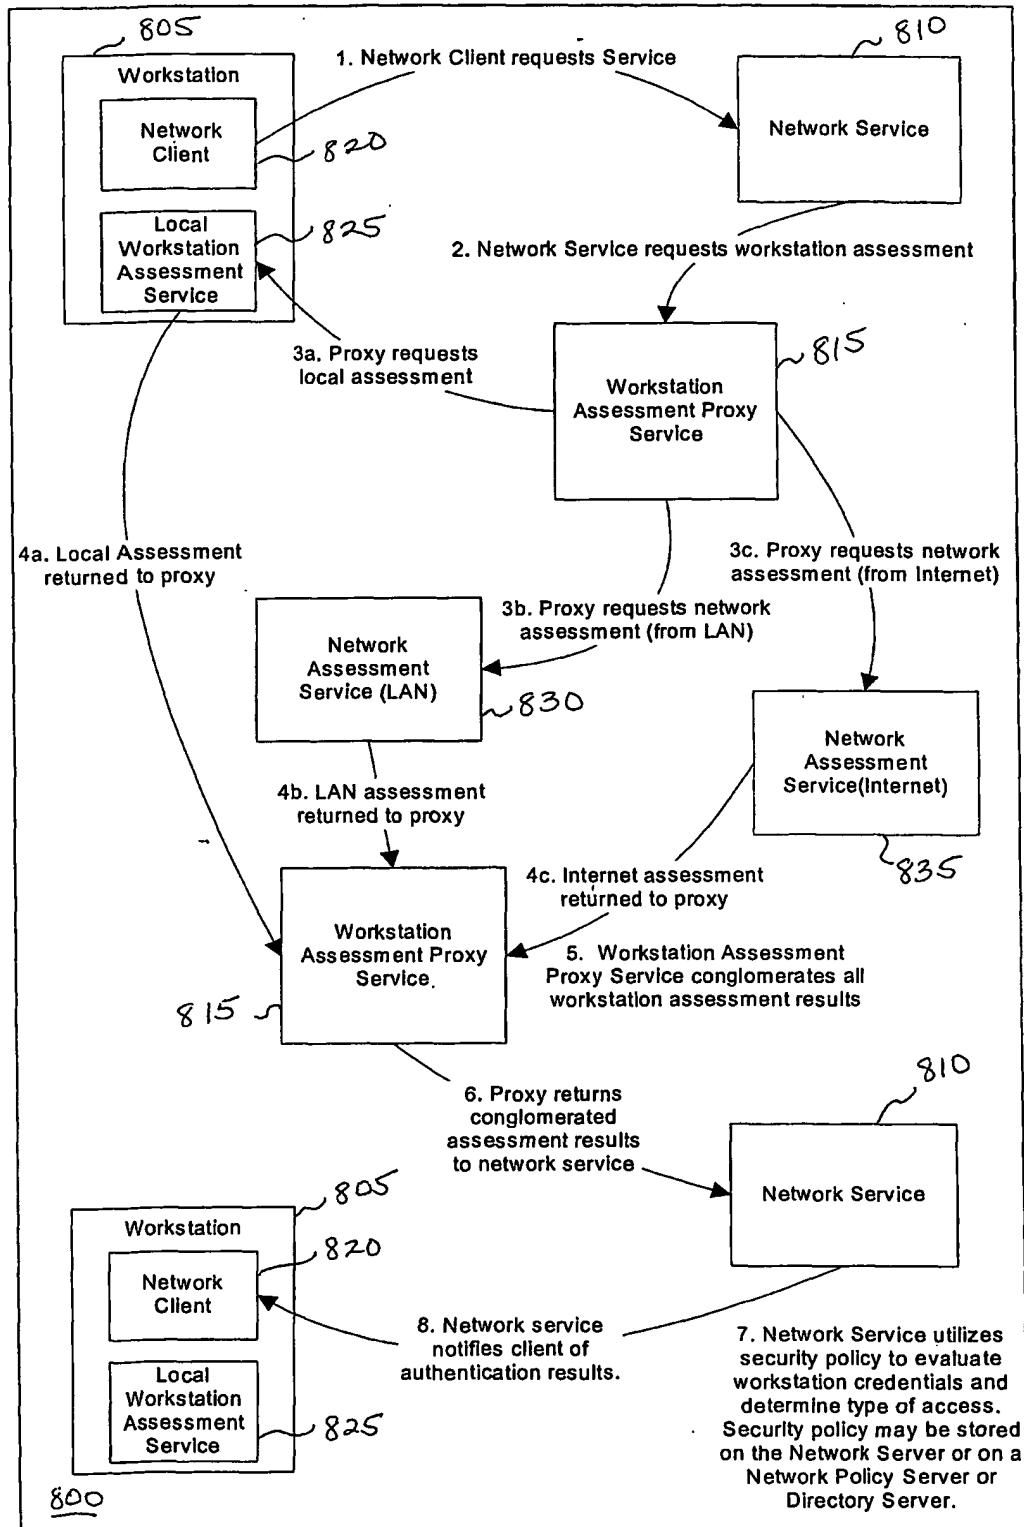 805
810
1. Network Client requests Service
Workstation
Network
Client
820
Network Service
Local
Workstation
Assessment
Service
825
2. Network Service requests workstation assessment
3a. Proxy requests
local assessment
815
Workstation
Assessment Proxy
Service
4a. Local Assessment
returned to proxy
3c. Proxy requests network
assessment (from Internet)
3b. Proxy requests network
assessment (from LAN)
Network
Assessment
Service (LAN)
830
Network
Assessment
Service(Internet)
835
4b. LAN assessment
returned to proxy
4c. Internet assessment
returned to proxy
Workstation
Assessment Proxy
Service.
815
5. Workstation Assessment
Proxy Service conglomerates all
workstation assessment results
6. Proxy returns
conglomerated
assessment results
to network service
810
Network Service
805
Workstation
Network
Client
820
Local
Workstation
Assessment
Service
825
8. Network service
notifies client of
authentication results.
7. Network Service utilizes
security policy to evaluate
workstation credentials and
determine type of access.
Security policy may be stored
on the Network Server or on a
Network Policy Server or
Directory Server.
800